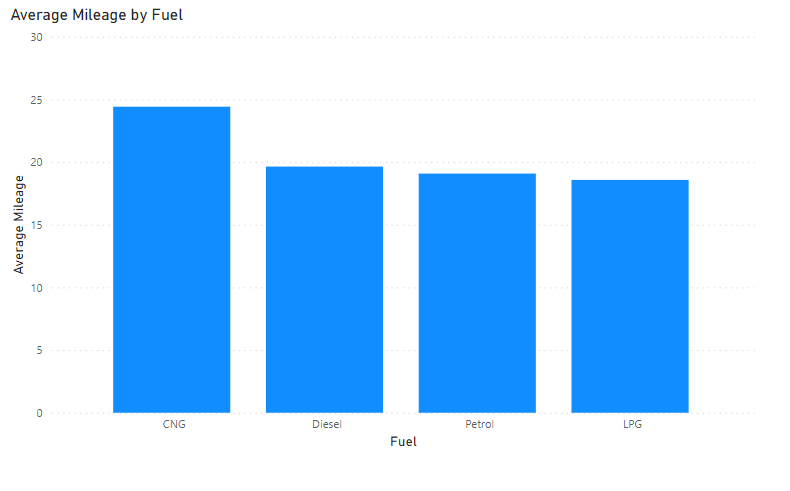 Average Mileage by Fuel
30
25
20
15
10
5
0
Average Mileage
CNG
Diesel
Petrol
LPG
Fuel